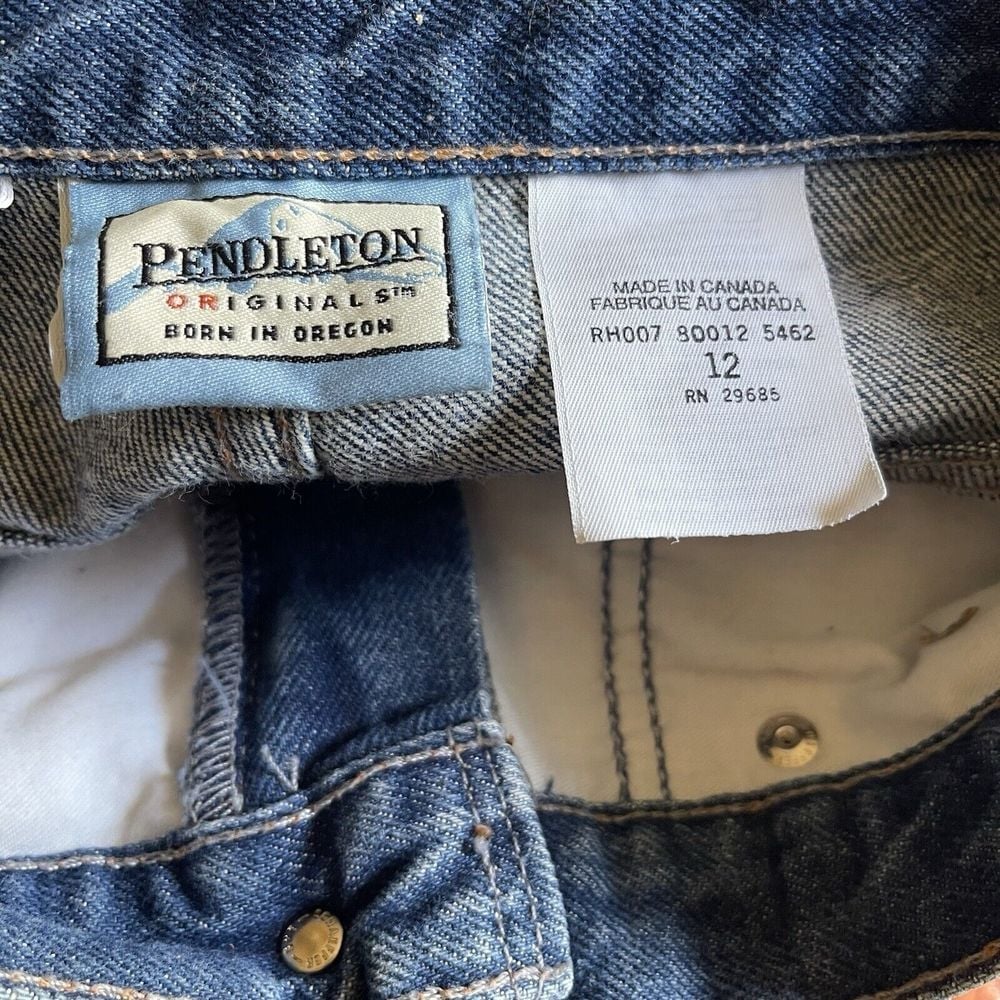 PENDLETON
ORIGINALS™
BORN IN OREGON
MADE IN CANADA
FABRIQUE AU CANADA
RH007 80012 5462
12
RN 29685